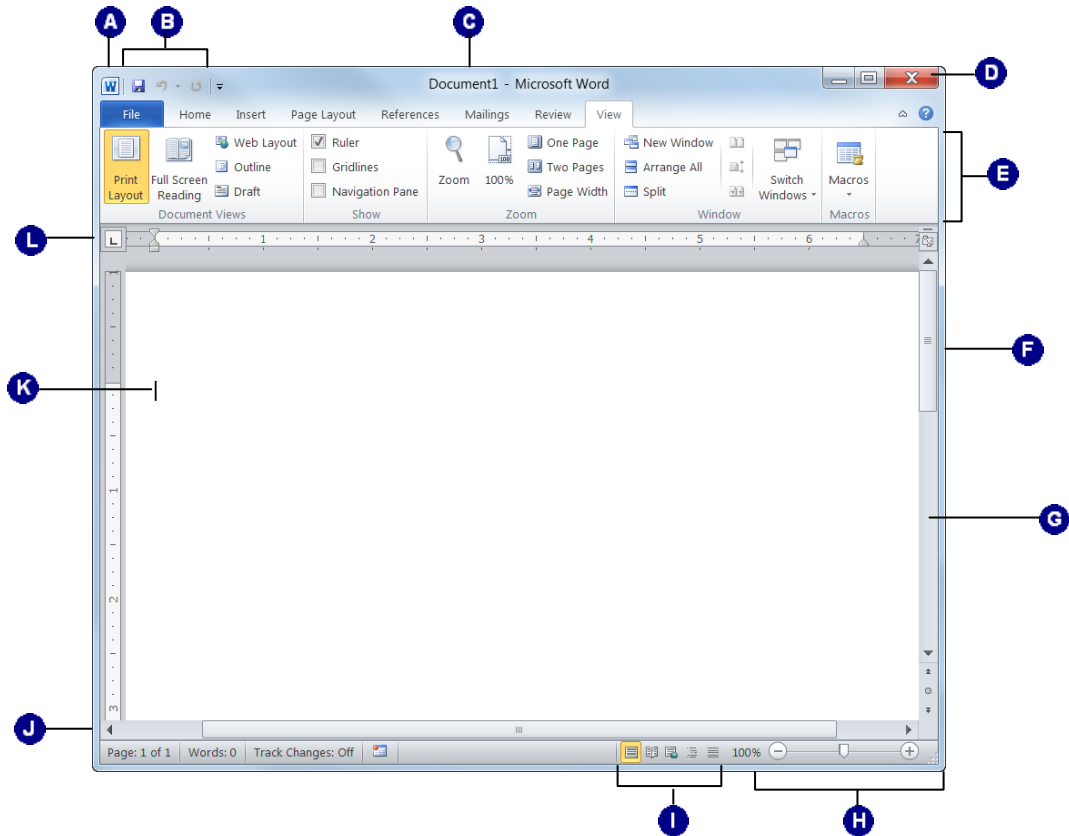 A B C
D
W Document1 - Microsoft Word X
File Home Insert Page Layout References Mailings Review View ?
E
Print Layout
Full Screen Reading
Web Layout
Outline
Draft
Document Views
Ruler
Gridlines
Navigation Pane
Show
Zoom
100%
One Page
Two Pages
Page Width
Zoom
New Window
Arrange All
Split
Switch Windows
Window
Macros
Macros
L
L 1 2 3 4 5 6 7
1
F
K
1
G
2
3
J
Page: 1 of 1 Words: 0 Track Changes: Off 100%
I H